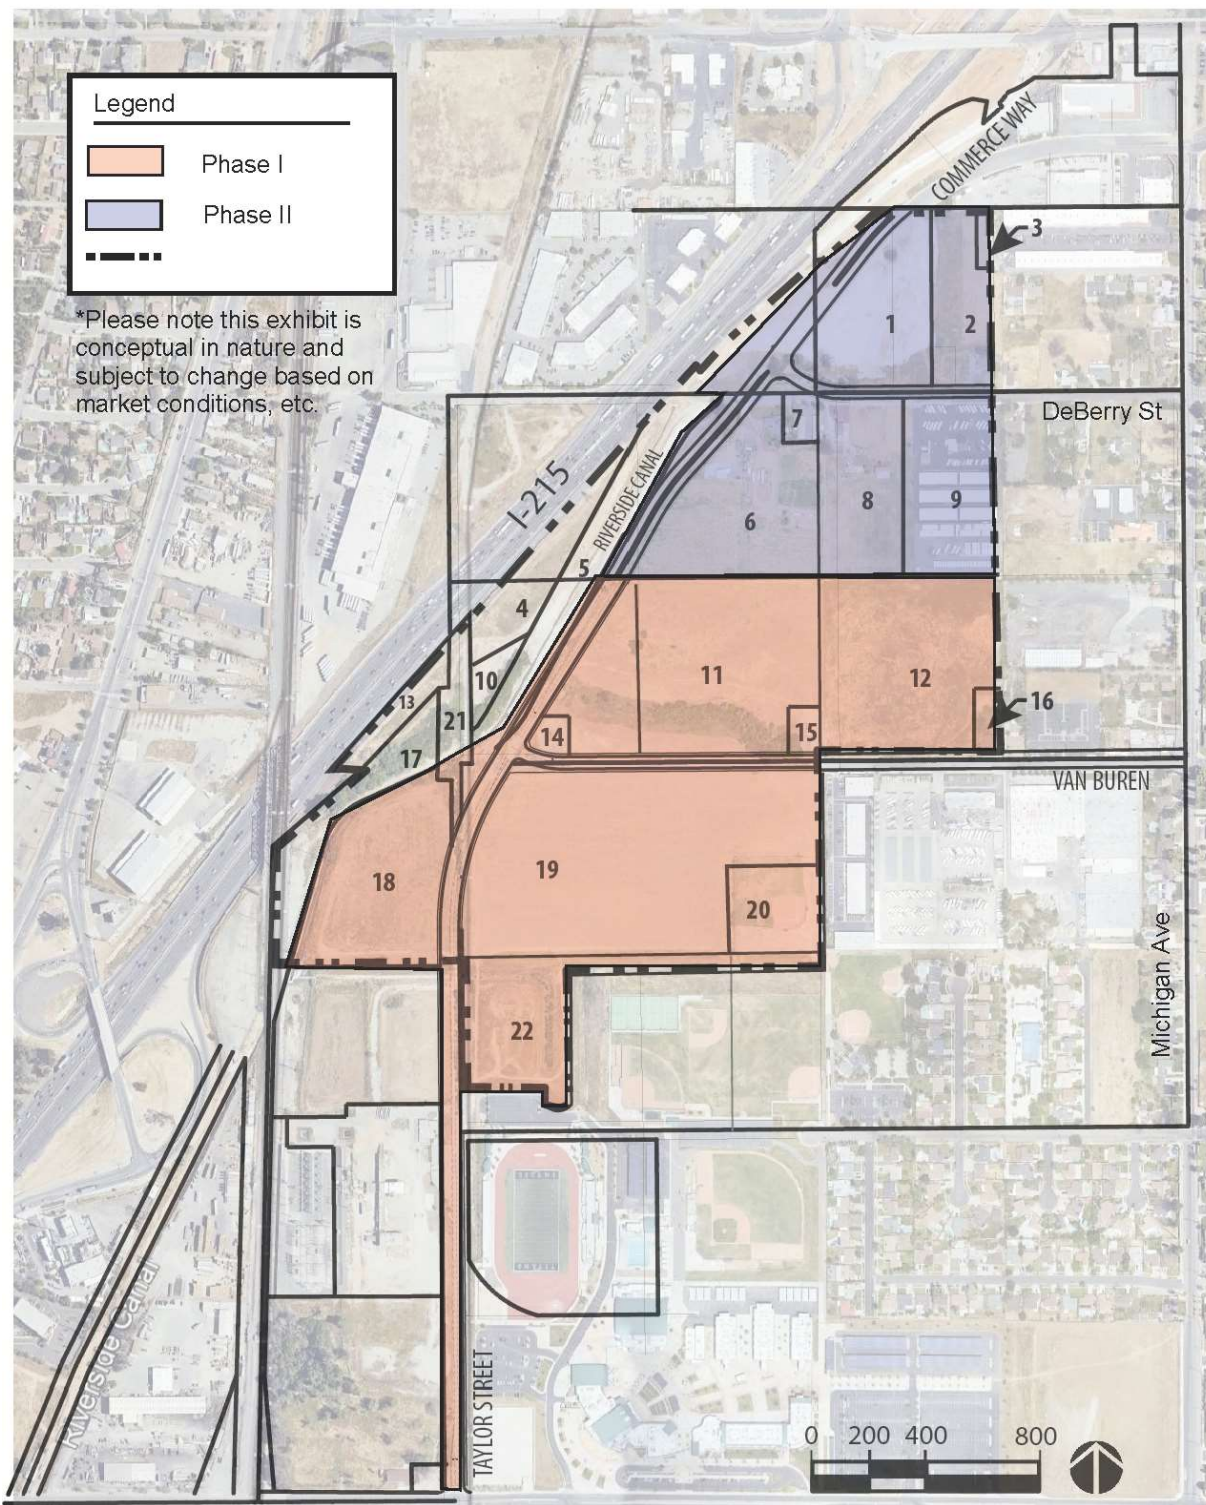 Legend
Phase I
Phase II
*Please note this exhibit is
conceptual in nature and
subject to change based on
market conditions, etc.
COMMERCE WAY
3
1
2
DeBerry St
7
I-215
RIVERSIDE CANAL
6
8
9
5
4
11
12
10
13
21
14
15
16
17
VAN BUREN
18
19
20
Michigan Ave
22
Riverside Canal
TAYLOR STREET
0 200 400 800